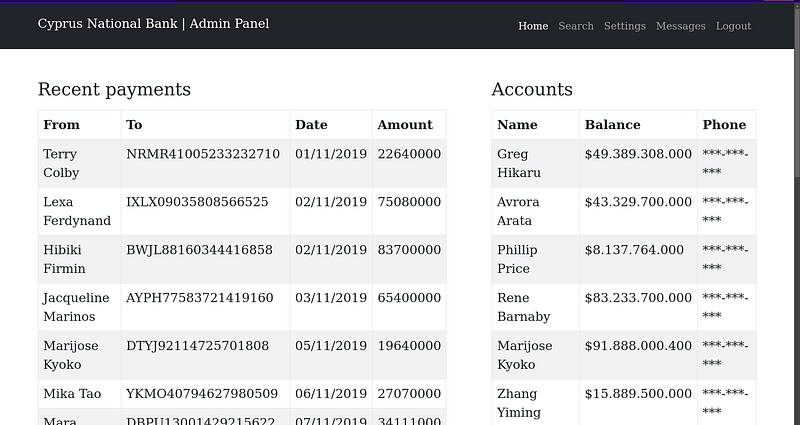 Cyprus National Bank | Admin Panel
Home Search Settings Messages Logout
Recent payments
From To Date Amount
Terry Colby NRMR41005233232710 01/11/2019 22640000
Lexa Ferdynand IXLX09035808566525 02/11/2019 75080000
Hibiki Firmin BWJL88160344416858 02/11/2019 83700000
Jacqueline Marinos AYPH77583721419160 03/11/2019 65400000
Marijose Kyoko DTYJ92114725701808 05/11/2019 19640000
Mika Tao YKMO40794627980509 06/11/2019 27070000
Mara DBPU13001429215622 07/11/2019 34111000
Accounts
Name Balance Phone
Greg Hikaru $49.389.308.000 ***-***-***
Avrora Arata $43.329.700.000 ***-***-***
Phillip Price $8.137.764.000 ***-***-***
Rene Barnaby $83.233.700.000 ***-***-***
Marijose Kyoko $91.888.000.400 ***-***-***
Zhang Yiming $15.889.500.000 ***-***-***